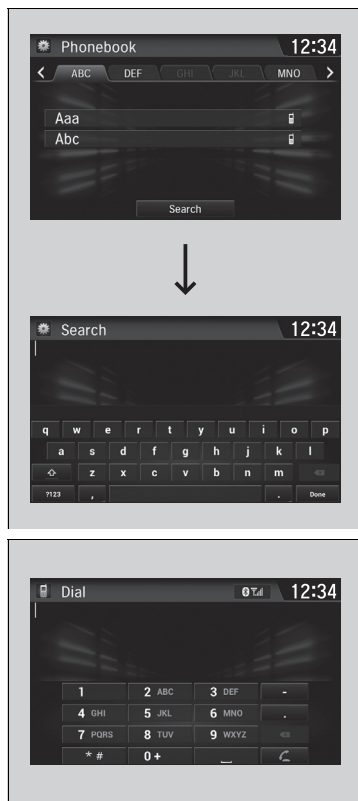 Phonebook 12:34
ABC DEF GHI JKL MNO
Aaa
Abc
Search
Search 12:34
q w e r t y u i o p
a s d f g h j k l
z x c v b n m
?123 , . Done
Dial 12:34
1 2 ABC 3 DEF -
4 GHI 5 JKL 6 MNO .
7 PQRS 8 TUV 9 WXYZ
* # 0 +